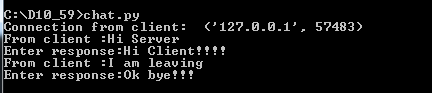 C:\D10_59>chat.py
Connection from client:  ('127.0.0.1', 57483)
From client :Hi Server
Enter response:Hi Client!!!!
From client :I am leaving
Enter response:Ok bye!!!